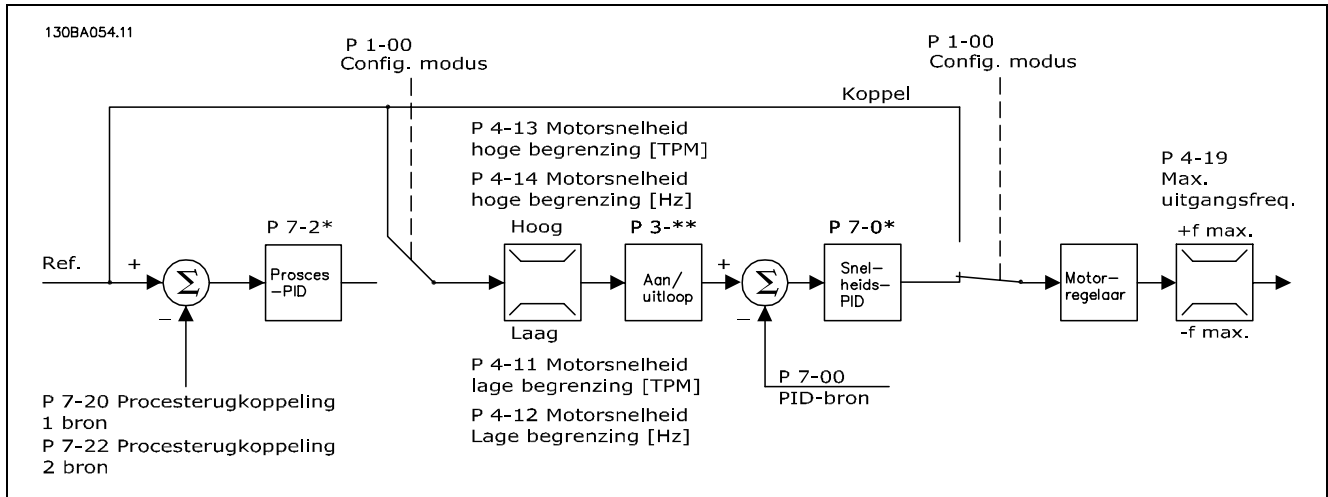 130BA054.11
P 1-00
Config. modus
P 1-00
Config. modus
Koppel
P 4-13 Motorsnelheid
hoge begrenzing [TPM]
P 4-14 Motorsnelheid
hoge begrenzing [Hz]
P 4-19
Max.
uitgangsfreq.
P 7-2*
Hoog
P 3-**
P 7-0*
+f max.
Ref.
+
Σ
Prosces
-PID
Aan/
uitloop
+
Σ
Snel-
heids-
PID
Motor-
regelaar
–
Laag
–
-f max.
P 4-11 Motorsnelheid
lage begrenzing [TPM]
P 4-12 Motorsnelheid
Lage begrenzing [Hz]
P 7-00
PID-bron
P 7-20 Procesterugkoppeling
1 bron
P 7-22 Procesterugkoppeling
2 bron